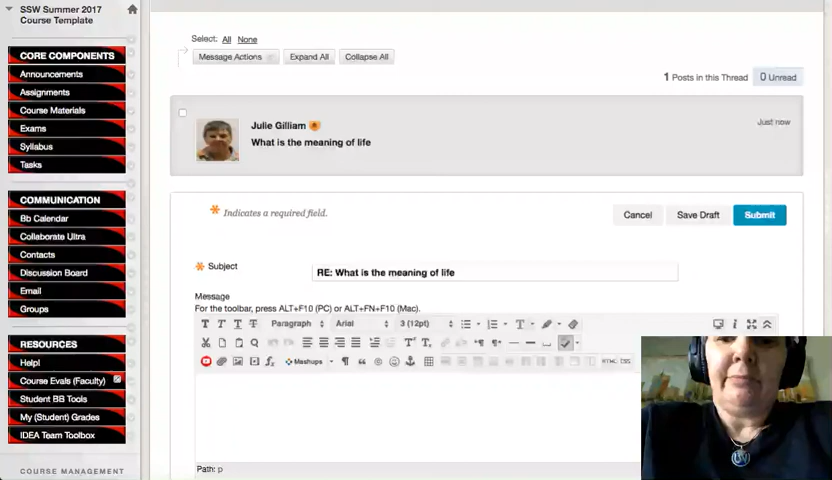 SSW Summer 2017
Course Template
CORE COMPONENTS
Announcements
Assignments
Course Materials
Exams
Syllabus
Tasks
COMMUNICATION
Bb Calendar
Collaborate Ultra
Contacts
Discussion Board
Email
Groups
RESOURCES
Help!
Course Evals (Faculty)
Student BB Tools
My (Student) Grades
IDEA Team Toolbox
COURSE MANAGEMENT
Select: All None
Message Actions Expand All Collapse All
1 Posts in this Thread 0 Unread
Julie Gilliam
Just now
What is the meaning of life
* Indicates a required field.
Cancel Save Draft Submit
* Subject
RE: What is the meaning of life
Message
For the toolbar, press ALT+F10 (PC) or ALT+FN+F10 (Mac).
T T T T Paragraph Arial 3 (12pt)
Mashups HTML CSS
Path: p